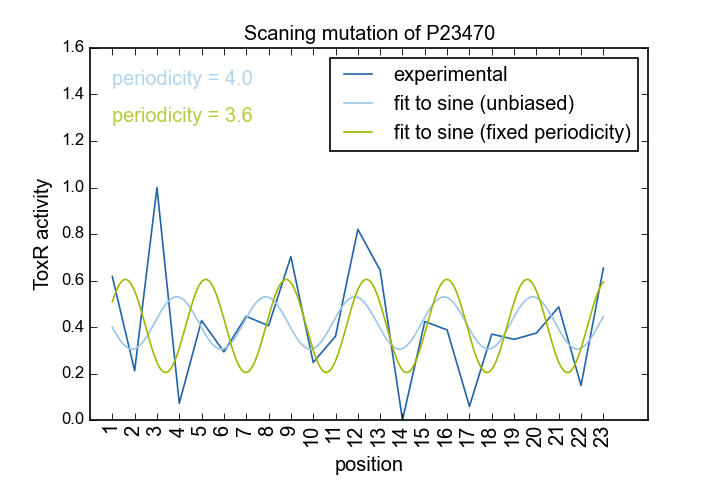 Scaning mutation of P23470
1.6
1.4
1.2
1.0
0.8
0.6
0.4
0.2
0.0
ToxR activity
periodicity = 4.0
periodicity = 3.6
experimental
fit to sine (unbiased)
fit to sine (fixed periodicity)
1 2 3 4 5 6 7 8 9 10 11 12 13 14 15 16 17 18 19 20 21 22 23
position